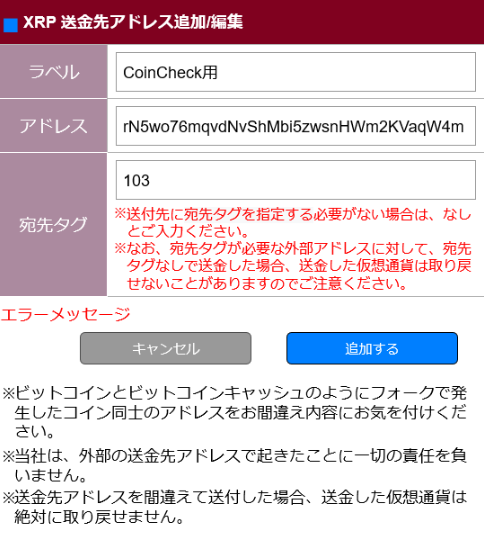 XRP 送金先アドレス追加/編集
ラベル
CoinCheck用
アドレス
rN5wo76mqvdNvShMbi5zwsnHWm2KVaqW4m
宛先タグ
103
※送付先に宛先タグを指定する必要がない場合は、なし
とご入力ください。
※なお、宛先タグが必要な外部アドレスに対して、宛先
タグなしで送金した場合、送金した仮想通貨は取り戻
せないことがありますのでご注意ください。
エラーメッセージ
キャンセル
追加する
※ビットコインとビットコインキャッシュのようにフォークで発
生したコイン同士のアドレスをお間違え内容にお気を付けくだ
さい。
※当社は、外部の送金先アドレスで起きたことに一切の責任を負
いません。
※送金先アドレスを間違えて送付した場合、送金した仮想通貨は
絶対に取り戻せません。